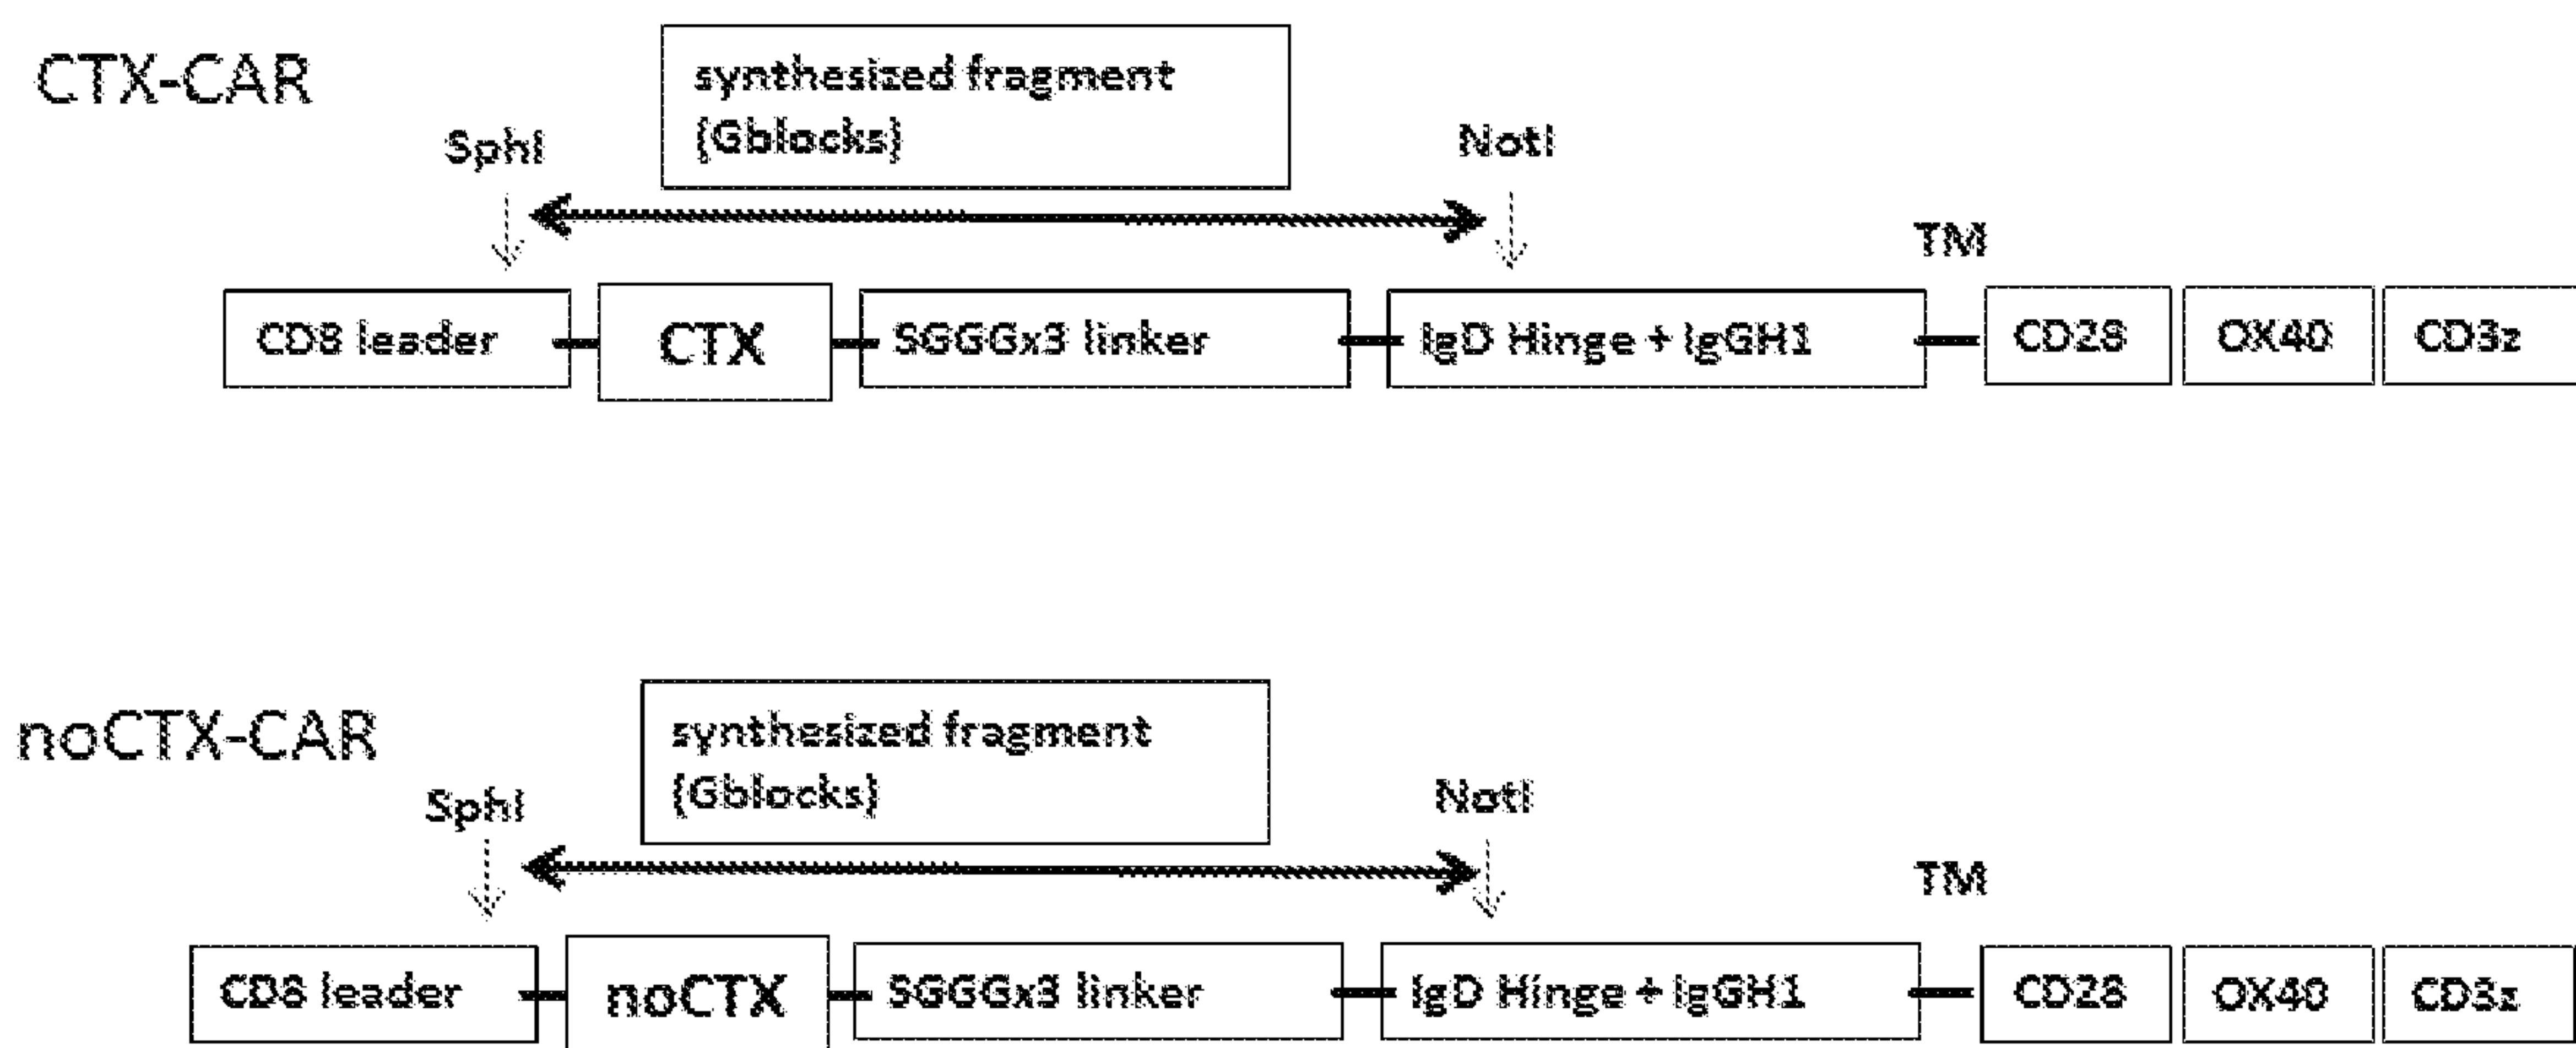 CTX-CAR
synthesized fragment
(Gblocks)
SphI
NotI
TM
CD8 leader
CTX
SGGGx3 linker
IgD Hinge + IgGH1
CD28
OX40
CD3z
noCTX-CAR
synthesized fragment
(Gblocks)
SphI
NotI
TM
CD8 leader
noCTX
SGGGx3 linker
IgD Hinge + IgGH1
CD28
OX40
CD3z